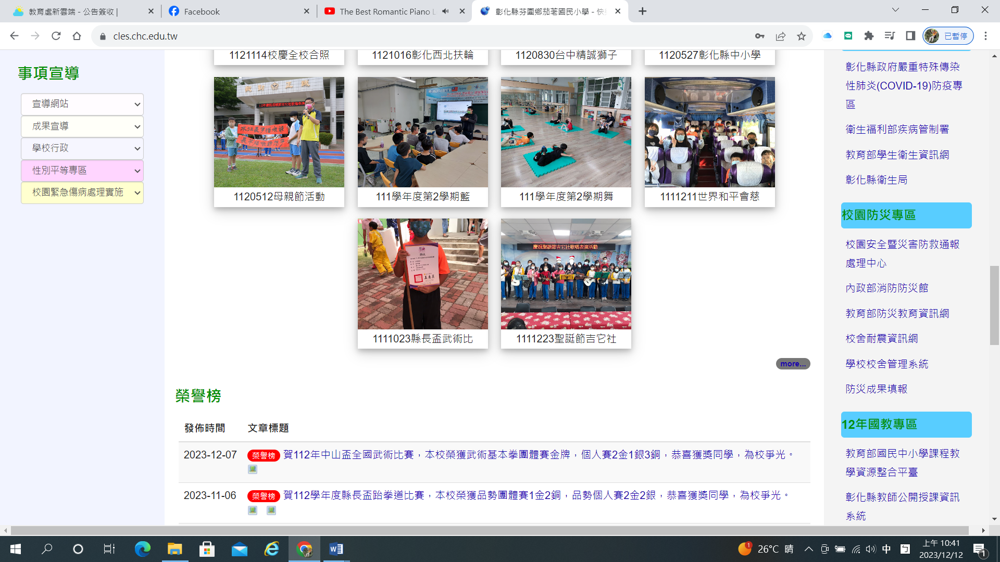 教育處新雲端 - 公告簽收 |
Facebook
The Best Romantic Piano L
彰化縣芬園鄉茄荖國民小學 - 快
cles.chc.edu.tw
已暫停
事項宣導
宣導網站
成果宣導
學校行政
性別平等專區
校園緊急傷病處理實施
1121114校慶全校合照
1121016彰化西北扶輪
1120830台中精誠獅子
1120527彰化縣中小學
1120512母親節活動
111學年度第2學期籃
111學年度第2學期舞
1111211世界和平會慈
慶祝聖誕節吉它社歌唱表演活動
1111023縣長盃武術比
1111223聖誕節吉它社
more...
榮譽榜
發佈時間 文章標題
2023-12-07 榮譽榜 賀112年中山盃全國武術比賽，本校榮獲武術基本拳團體賽金牌，個人賽2金1銀3銅，恭喜獲獎同學，為校爭光。
2023-11-06 榮譽榜 賀112學年度縣長盃跆拳道比賽，本校榮獲品勢團體賽1金2銅，品勢個人賽2金2銀，恭喜獲獎同學，為校爭光。
彰化縣政府嚴重特殊傳染
性肺炎(COVID-19)防疫專
區
衛生福利部疾病管制署
教育部學生衛生資訊網
彰化縣衛生局
校園防災專區
校園安全暨災害防救通報
處理中心
內政部消防防災館
教育部防災教育資訊網
校舍耐震資訊網
學校校舍管理系統
防災成果填報
12年國教專區
教育部國民中小學課程教
學資源整合平臺
彰化縣教師公開授課資訊
系統
1
26°C 晴
中
上午 10:41
2023/12/12
1